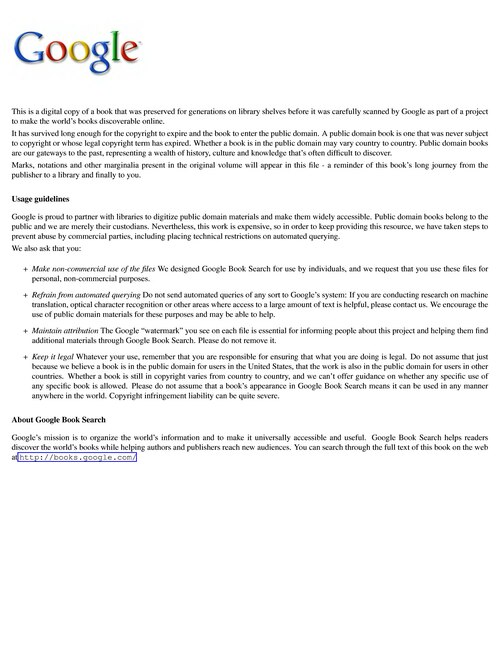 Google
This is a digital copy of a book that was preserved for generations on library shelves before it was carefully scanned by Google as part of a project
to make the world's books discoverable online.
It has survived long enough for the copyright to expire and the book to enter the public domain. A public domain book is one that was never subject
to copyright or whose legal copyright term has expired. Whether a book is in the public domain may vary country to country. Public domain books
are our gateways to the past, representing a wealth of history, culture and knowledge that's often difficult to discover.
Marks, notations and other marginalia present in the original volume will appear in this file - a reminder of this book's long journey from the
publisher to a library and finally to you.
Usage guidelines
Google is proud to partner with libraries to digitize public domain materials and make them widely accessible. Public domain books belong to the
public and we are merely their custodians. Nevertheless, this work is expensive, so in order to keep providing this resource, we have taken steps to
prevent abuse by commercial parties, including placing technical restrictions on automated querying.
We also ask that you:
+ Make non-commercial use of the files We designed Google Book Search for use by individuals, and we request that you use these files for
personal, non-commercial purposes.
+ Refrain from automated querying Do not send automated queries of any sort to Google's system: If you are conducting research on machine
translation, optical character recognition or other areas where access to a large amount of text is helpful, please contact us. We encourage the
use of public domain materials for these purposes and may be able to help.
+ Maintain attribution The Google "watermark" you see on each file is essential for informing people about this project and helping them find
additional materials through Google Book Search. Please do not remove it.
+ Keep it legal Whatever your use, remember that you are responsible for ensuring that what you are doing is legal. Do not assume that just
because we believe a book is in the public domain for users in the United States, that the work is also in the public domain for users in other
countries. Whether a book is still in copyright varies from country to country, and we can't offer guidance on whether any specific use of
any specific book is allowed. Please do not assume that a book's appearance in Google Book Search means it can be used in any manner
anywhere in the world. Copyright infringement liability can be quite severe.
About Google Book Search
Google's mission is to organize the world's information and to make it universally accessible and useful. Google Book Search helps readers
discover the world's books while helping authors and publishers reach new audiences. You can search through the full text of this book on the web
at http://books.google.com/